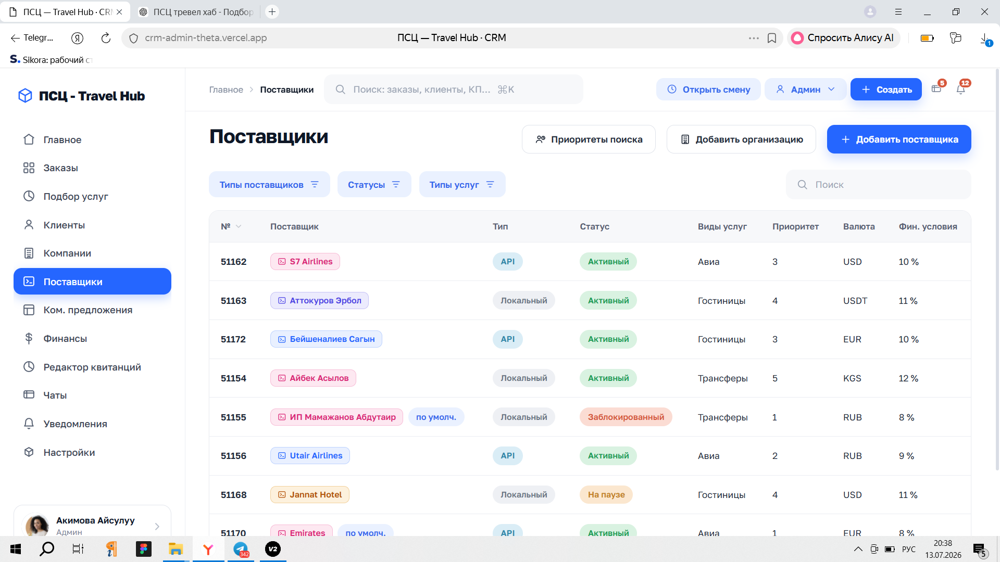 ПСЦ — Travel Hub · CRM
ПСЦ тревел хаб - Подбор
Telegr...
crm-admin-theta.vercel.app
ПСЦ — Travel Hub · CRM
Спросить Алису AI
1
S. Sikora: рабочий ст
ПСЦ - Travel Hub
Главное
Заказы
Подбор услуг
Клиенты
Компании
Поставщики
Ком. предложения
Финансы
Редактор квитанций
Чаты
Уведомления
Настройки
Акимова Айсулуу
Админ
Главное > Поставщики
Поиск: заказы, клиенты, КП... ⌘K
Открыть смену
Админ
+ Создать
5
12
Поставщики
Приоритеты поиска
Добавить организацию
+ Добавить поставщика
Типы поставщиков
Статусы
Типы услуг
Поиск
№ Поставщик Тип Статус Виды услуг Приоритет Валюта Фин. условия
51162 S7 Airlines API Активный Авиа 3 USD 10 %
51163 Аттокуров Эрбол Локальный Активный Гостиницы 4 USDT 11 %
51172 Бейшеналиев Сагын API Активный Гостиницы 3 EUR 10 %
51154 Айбек Асылов Локальный Активный Трансферы 5 KGS 12 %
51155 ИП Мамажанов Абдутаир по умолч. Локальный Заблокированный Трансферы 1 RUB 8 %
51156 Utair Airlines API Активный Авиа 2 RUB 9 %
51168 Jannat Hotel Локальный На паузе Гостиницы 4 USD 11 %
51170 Emirates по умолч. API Активный Авиа 1 EUR 8 %
342
V2
РУС
20:38
13.07.2026
5